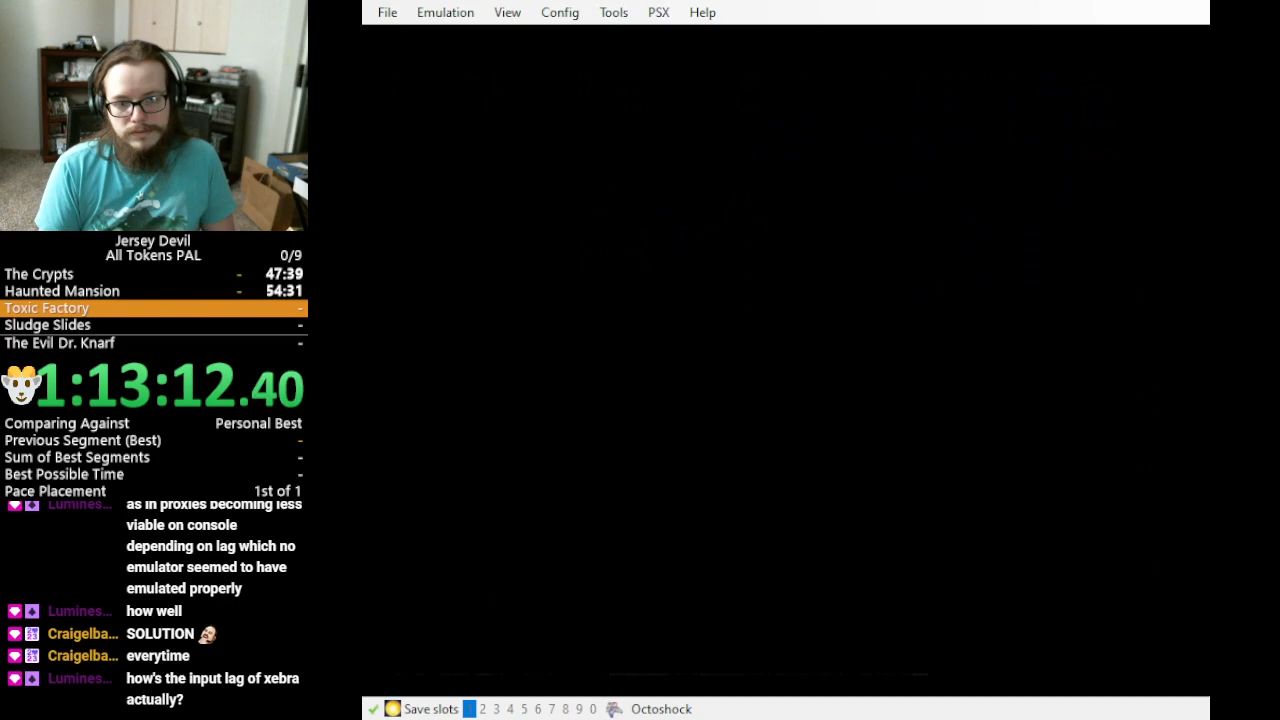 File Emulation View Config Tools PSX Help
Jersey Devil
All Tokens PAL 0/9
The Crypts - 47:39
Haunted Mansion - 54:31
Toxic Factory -
Sludge Slides -
The Evil Dr. Knarf -
1:13:12.40
Comparing Against Personal Best
Previous Segment (Best) -
Sum of Best Segments -
Best Possible Time -
Pace Placement 1st of 1
Lumines... as in proxies becoming less
viable on console
depending on lag which no
emulator seemed to have
emulated properly
Lumines... how well
Craigelba... SOLUTION
Craigelba... everytime
Lumines... how's the input lag of xebra
actually?
Save slots 1 2 3 4 5 6 7 8 9 0 Octoshock